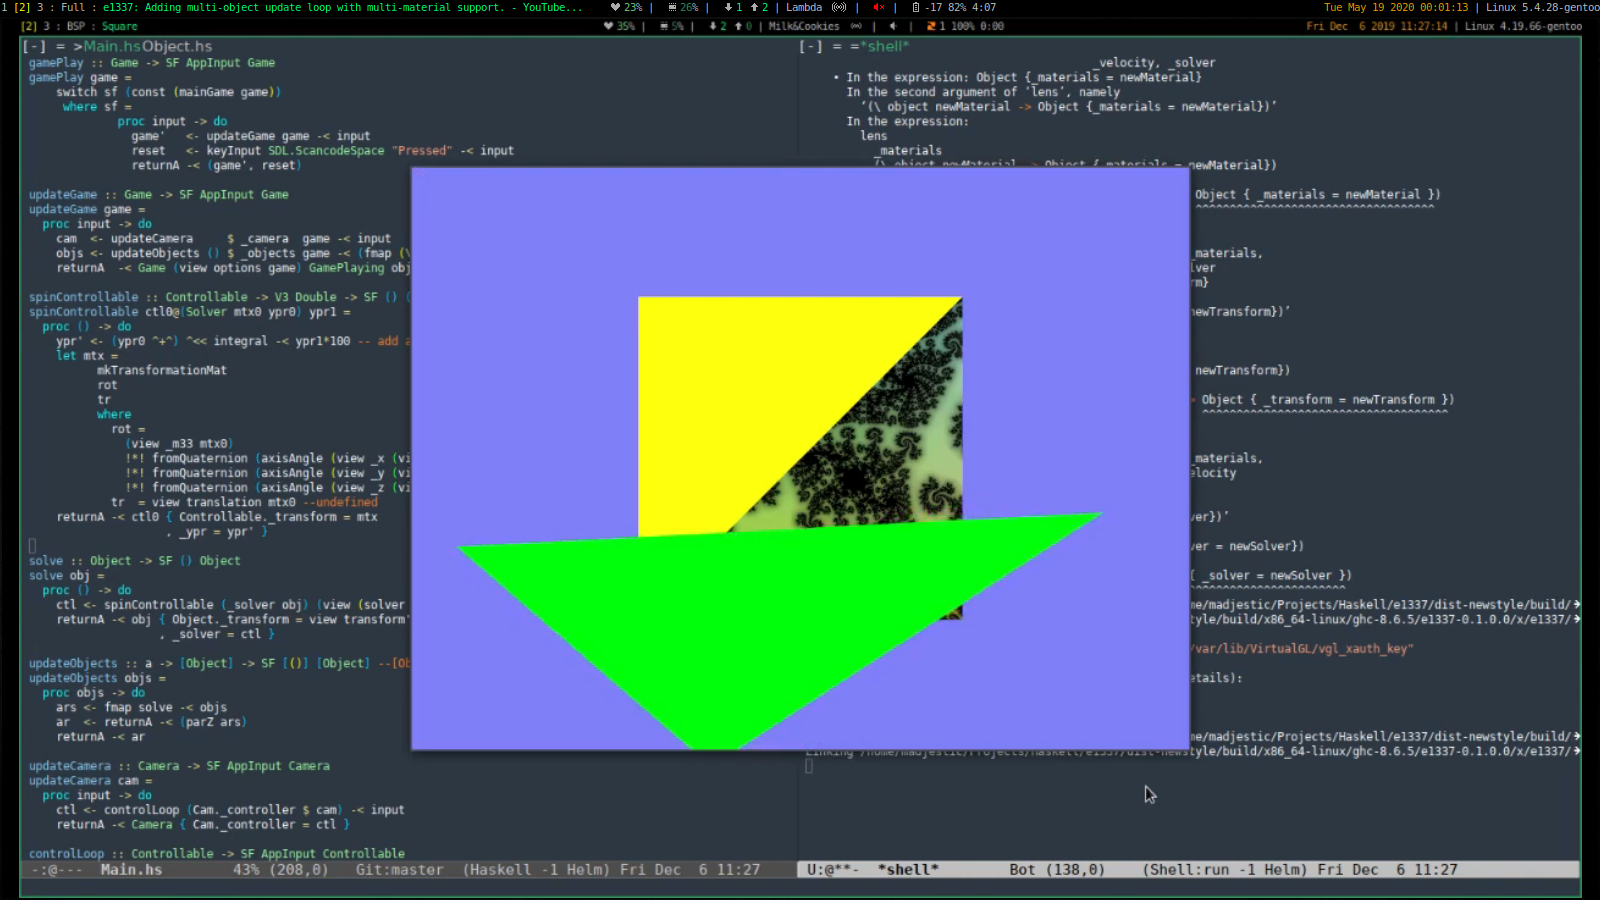 1 [2] 3 : Full : e1337: Adding multi-object update loop with multi-material support. - YouTube... 23% | 26% | 1 2 | Lambda | | -17 82% 4:07 Tue May 19 2020 00:01:13 | Linux 5.4.28-gentoo
[2] 3 : BSP : Square 35% | 5% | 2 0 | Milk&Cookies | | 1 100% 0:00 Fri Dec 6 2019 11:27:14 | Linux 4.19.66-gentoo
[-] = >Main.hsObject.hs
gamePlay :: Game -> SF AppInput Game
gamePlay game =
switch sf (const (mainGame game))
where sf =
proc input -> do
game' <- updateGame game -< input
reset <- keyInput SDL.ScancodeSpace "Pressed" -< input
returnA -< (game', reset)
updateGame :: Game -> SF AppInput Game
updateGame game =
proc input -> do
cam <- updateCamera $ _camera game -< input
objs <- updateObjects () $ _objects game -< (fmap (
returnA -< Game (view options game) GamePlaying obj
spinControllable :: Controllable -> V3 Double -> SF () (
spinControllable ctl0@(Solver mtx0 ypr0) ypr1 =
proc () -> do
ypr' <- (ypr0 ^+^) ^<< integral -< ypr1*100 -- add a
let mtx =
mkTransformationMat
rot
tr
where
rot =
(view _m33 mtx0)
!*! fromQuaternion (axisAngle (view _x (vi
!*! fromQuaternion (axisAngle (view _y (vi
!*! fromQuaternion (axisAngle (view _z (vi
tr = view translation mtx0 --undefined
returnA -< ctl0 { Controllable._transform = mtx
, _ypr = ypr' }
solve :: Object -> SF () Object
solve obj =
proc () -> do
ctl <- spinControllable (_solver obj) (view (solver
returnA -< obj { Object._transform = view transform'
, _solver = ctl }
updateObjects :: a -> [Object] -> SF [()] [Object] --[Ob
updateObjects objs =
proc objs -> do
ars <- fmap solve -< objs
ar <- returnA -< (parZ ars)
returnA -< ar
updateCamera :: Camera -> SF AppInput Camera
updateCamera cam =
proc input -> do
ctl <- controlLoop (Cam._controller $ cam) -< input
returnA -< Camera { Cam._controller = ctl }
controlLoop :: Controllable -> SF AppInput Controllable
-:@--- Main.hs 43% (208,0) Git:master (Haskell -1 Helm) Fri Dec 6 11:27
[-] = =*shell*
_velocity, _solver
• In the expression: Object {_materials = newMaterial}
In the second argument of ‘lens’, namely
‘(\ object newMaterial -> Object {_materials = newMaterial})’
In the expression:
lens
_materials
(\ object newMaterial -> Object {_materials = newMaterial})
Object { _materials = newMaterial })
^^^^^^^^^^^^^^^^^^^^^^^^^^^^^^^^^^^
_materials,
lver
rm}
newTransform})’
newTransform})
Object { _transform = newTransform })
^^^^^^^^^^^^^^^^^^^^^^^^^^^^^^^^^^^^
_materials,
elocity
ver})’
ver = newSolver})
{ _solver = newSolver })
^^^^^^^^^^^^^^^^^^^^^^^
me/madjestic/Projects/Haskell/e1337/dist-newstyle/build/
style/build/x86_64-linux/ghc-8.6.5/e1337-0.1.0.0/x/e1337/
/var/lib/VirtualGL/vgl_xauth_key"
etails):
me/madjestic/Projects/Haskell/e1337/dist-newstyle/build/
Linking /home/madjestic/Projects/Haskell/e1337/dist-newstyle/build/x86_64-linux/ghc-8.6.5/e1337-0.1.0.0/x/e1337/
U:@**- *shell* Bot (138,0) (Shell:run -1 Helm) Fri Dec 6 11:27